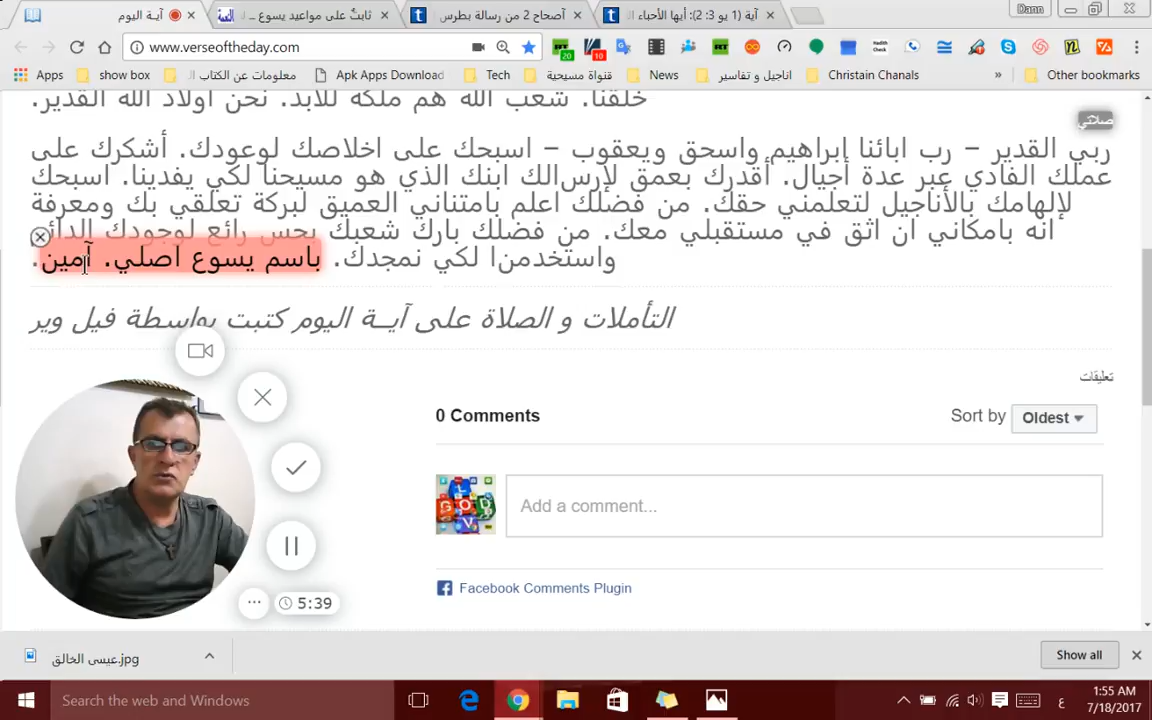 آيـة اليوم
ثابتٌ على مواعيد يسوع
آصحاح 2 من رسالة بطرس
آية (1 يو 3: 2): أيها الأحباء
Dann
www.verseoftheday.com
20
10
Apps
show box
معلومات عن الكتاب
Apk Apps Download
Tech
قنواة مسيحية
News
اناجيل و تفاسير
Christain Chanals
»
Other bookmarks
خلقنا. شعب الله هم ملكه للأبد. نحن اولاد الله القدير.
صلاتي
ربي القدير – رب ابائنا إبراهيم واسحق ويعقوب – اسبحك على اخلاصك لوعودك. أشكرك على
عملك الفادي عبر عدة أجيال. أقدرك بعمق لإرسالك ابنك الذي هو مسيحنا لكي يفدينا. اسبحك
لإلهامك بالأناجيل لتعلمني حقك. من فضلك اعلم بامتناني العميق لبركة تعلقي بك ومعرفة
انه بامكاني ان اثق في مستقبلي معك. من فضلك بارك شعبك بحس رائع لوجودك الدائم
واستخدمنا لكي نمجدك. باسم يسوع اصلي. آمين.
التأملات و الصلاة على آيــة اليوم كتبت بواسطة فيل وير
تعليقات
0 Comments
Sort by Oldest
Add a comment...
Facebook Comments Plugin
5:39
عيسى الخالق.jpg
Show all
Search the web and Windows
ع
1:55 AM
7/18/2017